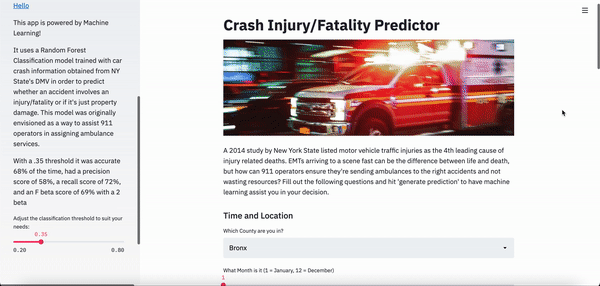 Hello
This app is powered by Machine
Learning!
It uses a Random Forest
Classification model trained with car
crash information obtained from NY
State's DMV in order to predict
whether an accident involves an
injury/fatality or if it's just property
damage. This model was originally
envisioned as a way to assist 911
operators in assigning ambulance
services.
With a .35 threshold it was accurate
68% of the time, had a precision
score of 58%, a recall score of 72%,
and an F beta score of 69% with a 2
beta
Adjust the classification threshold to suit your
needs:
0.35
0.20 0.80
Crash Injury/Fatality Predictor
A 2014 study by New York State listed motor vehicle traffic injuries as the 4th leading cause of
injury related deaths. EMTs arriving to a scene fast can be the difference between life and death,
but how can 911 operators ensure they're sending ambulances to the right accidents and not
wasting resources? Fill out the following questions and hit 'generate prediction' to have machine
learning assist you in your decision.
Time and Location
Which County are you in?
Bronx
What Month is it (1 = January, 12 = December)
1